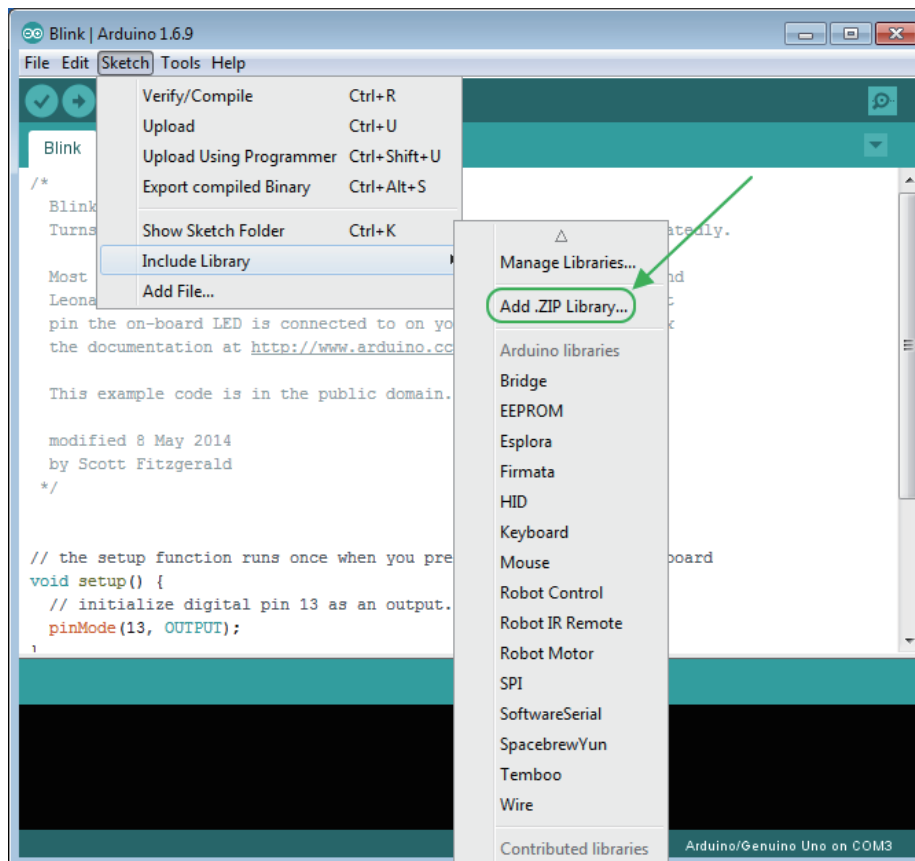 Blink | Arduino 1.6.9
File Edit Sketch Tools Help
Verify/Compile Ctrl+R
Upload Ctrl+U
Upload Using Programmer Ctrl+Shift+U
Export compiled Binary Ctrl+Alt+S
Show Sketch Folder Ctrl+K
Include Library
Add File...
Manage Libraries...
Add .ZIP Library...
Arduino libraries
Bridge
EEPROM
Esplora
Firmata
HID
Keyboard
Mouse
Robot Control
Robot IR Remote
Robot Motor
SPI
SoftwareSerial
SpacebrewYun
Temboo
Wire
Contributed libraries
Blink
/*
Blink
Turns
Most
Leona
pin the on-board LED is connected to on yo
the documentation at http://www.arduino.cc
This example code is in the public domain.
modified 8 May 2014
by Scott Fitzgerald
*/
// the setup function runs once when you pre board
void setup() {
// initialize digital pin 13 as an output.
pinMode(13, OUTPUT);
Arduino/Genuino Uno on COM3